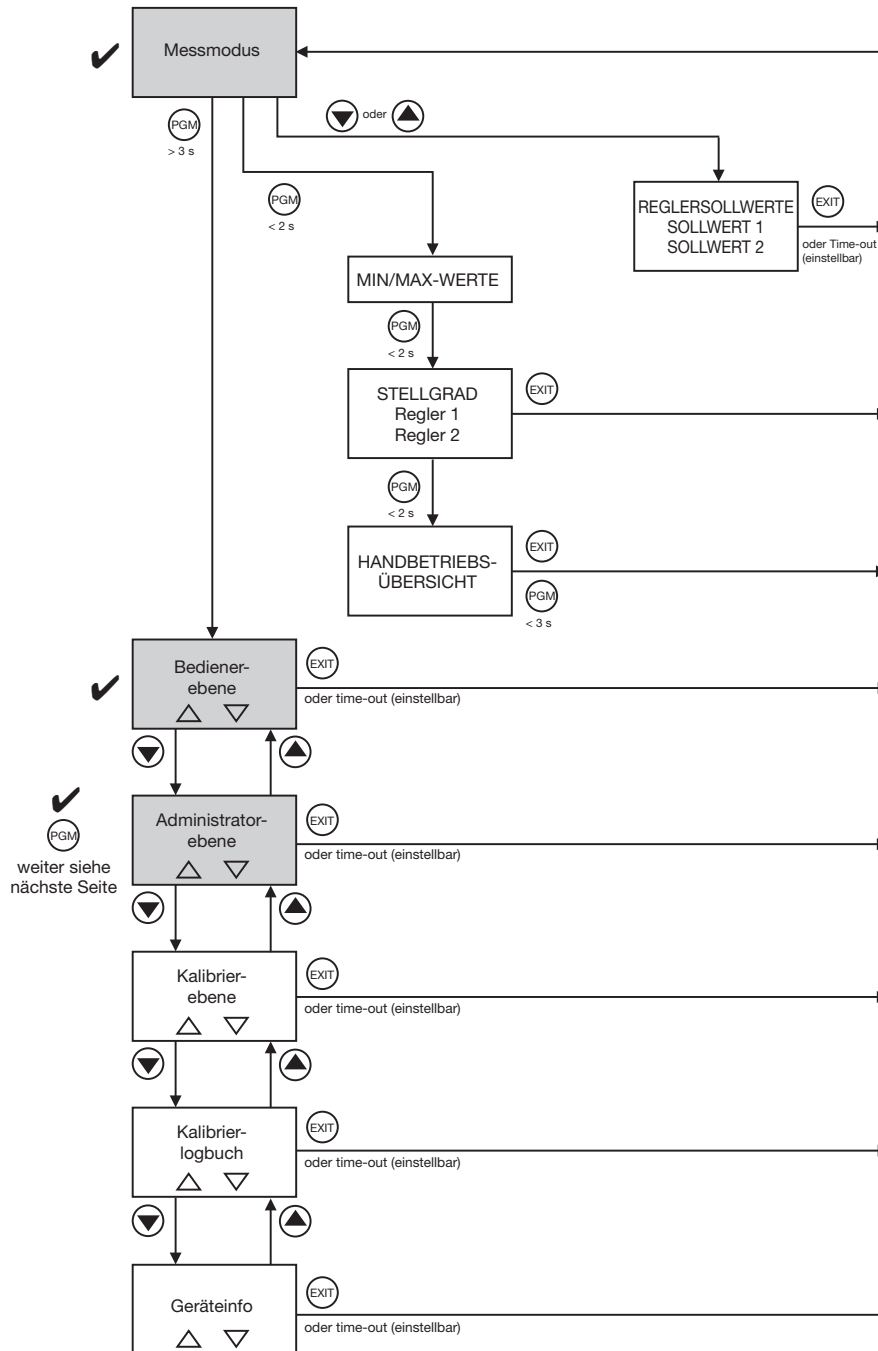 Messmodus
PGM
> 3 s
oder
PGM
< 2 s
REGLERSOLLWERTE
SOLLWERT 1
SOLLWERT 2
EXIT
oder Time-out
(einstellbar)
MIN/MAX-WERTE
PGM
< 2 s
STELLGRAD
Regler 1
Regler 2
EXIT
PGM
< 2 s
HANDBETRIEBS-
ÜBERSICHT
EXIT
PGM
< 3 s
Bediener-
ebene
EXIT
oder time-out (einstellbar)
PGM
weiter siehe
nächste Seite
Administrator-
ebene
EXIT
oder time-out (einstellbar)
Kalibrier-
ebene
EXIT
oder time-out (einstellbar)
Kalibrier-
logbuch
EXIT
oder time-out (einstellbar)
Geräteinfo
EXIT
oder time-out (einstellbar)